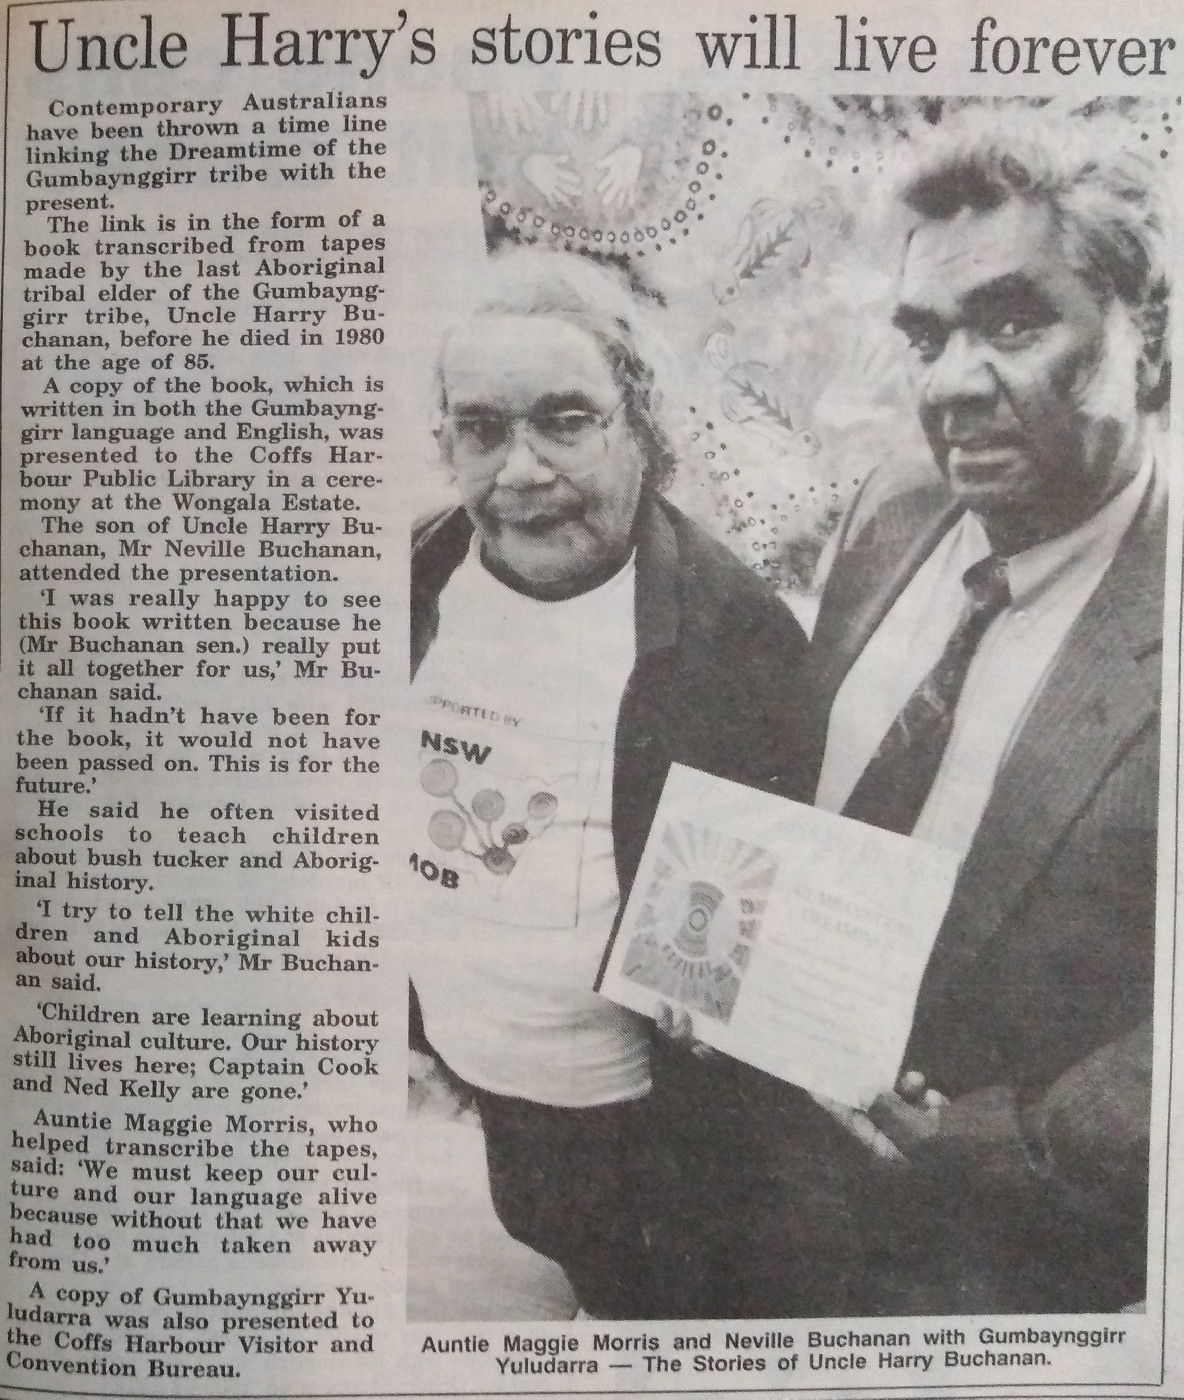 Uncle Harry's stories will live forever
Contemporary Australians
have been thrown a time line
linking the Dreamtime of the
Gumbaynggirr tribe with the
present.
The link is in the form of a
book transcribed from tapes
made by the last Aboriginal
tribal elder of the Gumbayng-
girr tribe, Uncle Harry Bu-
chanan, before he died in 1980
at the age of 85.
A copy of the book, which is
written in both the Gumbayng-
girr language and English, was
presented to the Coffs Har-
bour Public Library in a cere-
mony at the Wongala Estate.
The son of Uncle Harry Bu-
chanan, Mr Neville Buchanan,
attended the presentation.
'I was really happy to see
this book written because he
(Mr Buchanan sen.) really put
it all together for us,' Mr Bu-
chanan said.
'If it hadn't have been for
the book, it would not have
been passed on. This is for the
future.'
He said he often visited
schools to teach children
about bush tucker and Aborig-
inal history.
'I try to tell the white chil-
dren and Aboriginal kids
about our history,' Mr Buchan-
an said.
'Children are learning about
Aboriginal culture. Our history
still lives here; Captain Cook
and Ned Kelly are gone.'
Auntie Maggie Morris, who
helped transcribe the tapes,
said: 'We must keep our cul-
ture and our language alive
because without that we have
had too much taken away
from us.'
A copy of Gumbaynggirr Yu-
ludarra was also presented to
the Coffs Harbour Visitor and
Convention Bureau.
PPORTED BY
NSW
MOB
Auntie Maggie Morris and Neville Buchanan with Gumbaynggirr
Yuludarra — The Stories of Uncle Harry Buchanan.